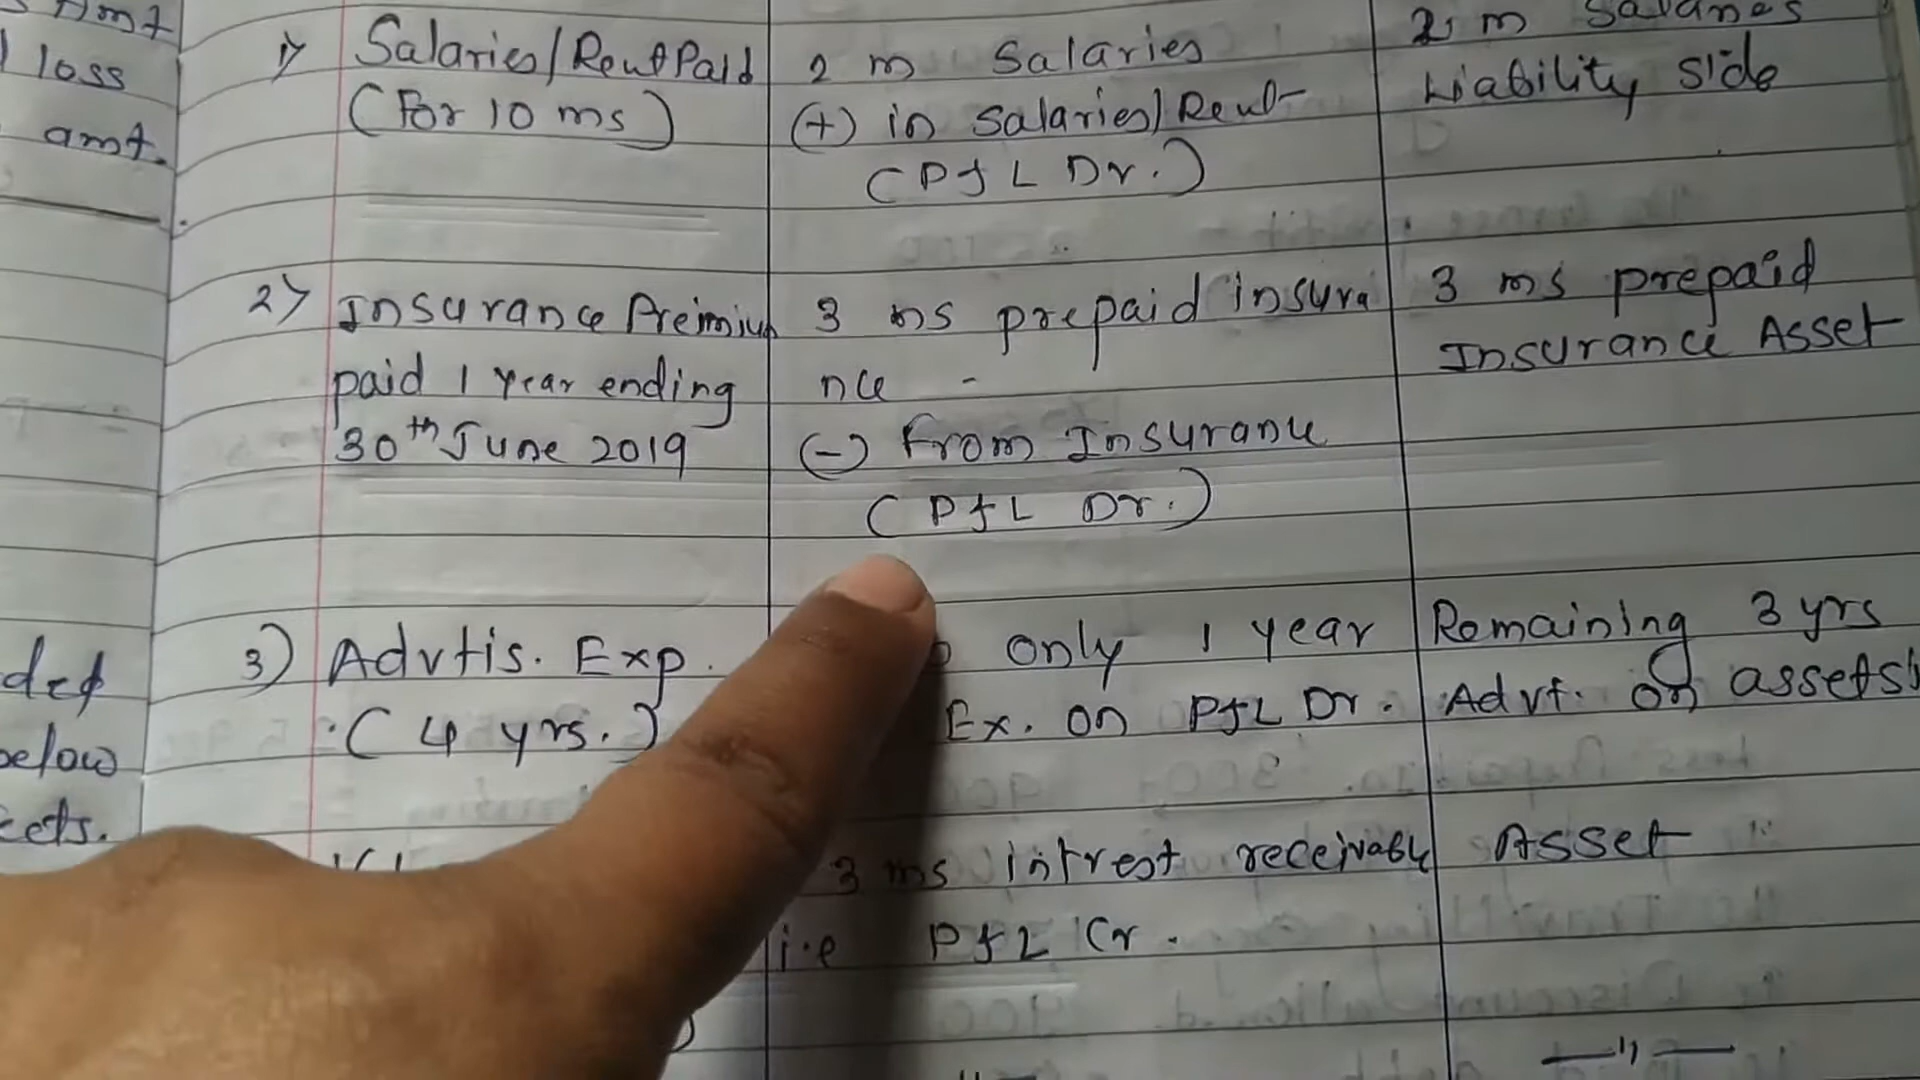 Amt
loss
amt.
def
below
ects.
1) Salaries/Rent Paid
(For 10 ms)
2 m Salaries
(+) in Salaries/Rent
(P&L Dr.)
2 m Salaries
Liability side
2) Insurance Premium
paid 1 year ending
30th June 2019
3 ms prepaid insura
nce -
(-) From Insurance
(P&L Dr.)
3 ms prepaid
Insurance Asset
3) Advtis. Exp.
(4 yrs.)
only 1 year
Ex. on P&L Dr.
Remaining 3 yrs
Advt. on assets
3 ms intrest receivable
i.e P&L Cr.
Asset
—"—